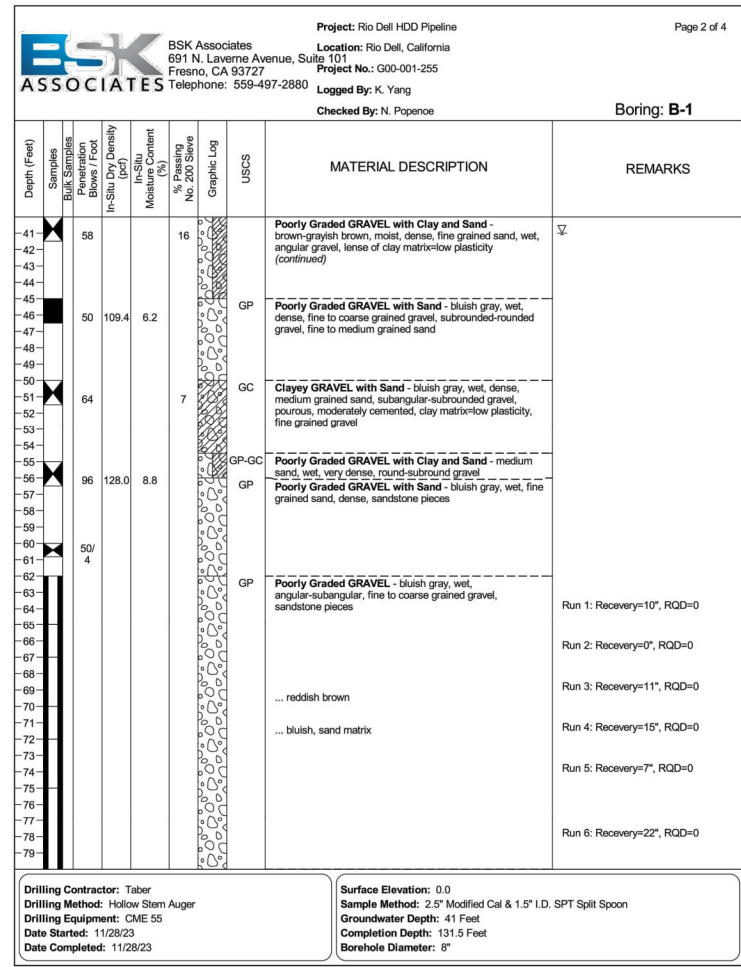 BSK
ASSOCIATES
BSK Associates
691 N. Laverne Avenue, Suite 101
Fresno, CA 93727
Telephone: 559-497-2880
Project: Rio Dell HDD Pipeline
Location: Rio Dell, California
Project No.: G00-001-255
Logged By: K. Yang
Checked By: N. Popenoe
Page 2 of 4
Boring: B-1
Depth (Feet)
Samples
Bulk Samples
Penetration
Blows / Foot
In-Situ Dry Density
(pcf)
In-Situ
Moisture Content
(%)
% Passing
No. 200 Sieve
Graphic Log
USCS
MATERIAL DESCRIPTION
REMARKS
41
58
16
Poorly Graded GRAVEL with Clay and Sand -
brown-grayish brown, moist, dense, fine grained sand, wet,
angular gravel, lense of clay matrix=low plasticity
(continued)
42
43
44
45
46
50
109.4
6.2
GP
Poorly Graded GRAVEL with Sand - bluish gray, wet,
dense, fine to coarse grained gravel, subrounded-rounded
gravel, fine to medium grained sand
47
48
49
50
51
64
7
GC
Clayey GRAVEL with Sand - bluish gray, wet, dense,
medium grained sand, subangular-subrounded gravel,
pourous, moderately cemented, clay matrix=low plasticity,
fine grained gravel
52
53
54
55
GP-GC
Poorly Graded GRAVEL with Clay and Sand - medium
sand, wet, very dense, round-subround gravel
56
96
128.0
8.8
GP
Poorly Graded GRAVEL with Sand - bluish gray, wet, fine
grained sand, dense, sandstone pieces
57
58
59
60
50/
4
61
62
63
GP
Poorly Graded GRAVEL - bluish gray, wet,
angular-subangular, fine to coarse grained gravel,
sandstone pieces
64
Run 1: Recevery=10", RQD=0
65
66
Run 2: Recevery=0", RQD=0
67
68
69
Run 3: Recevery=11", RQD=0
... reddish brown
70
71
... bluish, sand matrix
Run 4: Recevery=15", RQD=0
72
73
74
Run 5: Recevery=7", RQD=0
75
76
77
78
Run 6: Recevery=22", RQD=0
79
Drilling Contractor: Taber
Drilling Method: Hollow Stem Auger
Drilling Equipment: CME 55
Date Started: 11/28/23
Date Completed: 11/28/23
Surface Elevation: 0.0
Sample Method: 2.5" Modified Cal & 1.5" I.D. SPT Split Spoon
Groundwater Depth: 41 Feet
Completion Depth: 131.5 Feet
Borehole Diameter: 8"